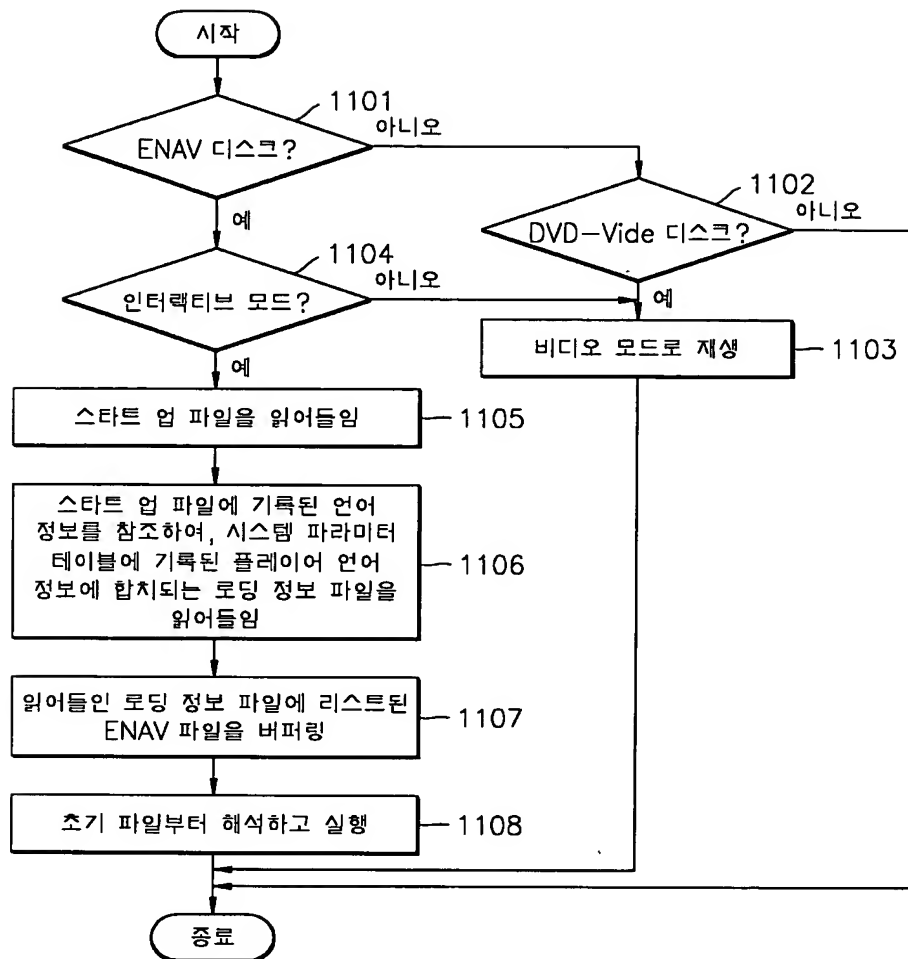 시작
1101
ENAV 디스크?
아니오
예
1102
DVD-Vide 디스크?
아니오
예
1104
인터랙티브 모드?
아니오
예
비디오 모드로 재생
1103
스타트 업 파일을 읽어들임
1105
스타트 업 파일에 기록된 언어
정보를 참조하여, 시스템 파라미터
테이블에 기록된 플레이어 언어
정보에 합치되는 로딩 정보 파일을
읽어들임
1106
읽어들인 로딩 정보 파일에 리스트된
ENAV 파일을 버퍼링
1107
초기 파일부터 해석하고 실행
1108
종료